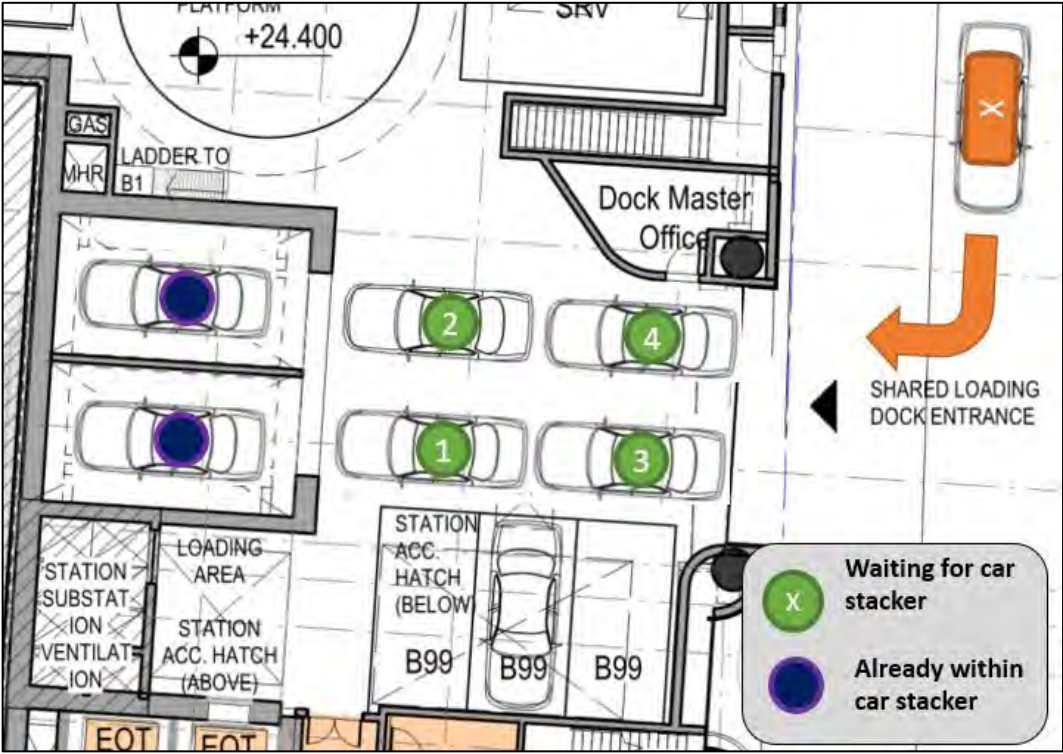 PLATFORM
+24.400
SRV
GAS
MHR
LADDER TO
B1
X
Dock Master
Office
2
4
SHARED LOADING
DOCK ENTRANCE
1
3
STATION
ACC.
HATCH
(BELOW)
LOADING
AREA
STATION
SUBSTAT
ION
VENTILAT
ION
STATION
ACC. HATCH
(ABOVE)
B99
B99
B99
EOT
EOT
X
Waiting for car
stacker
Already within
car stacker